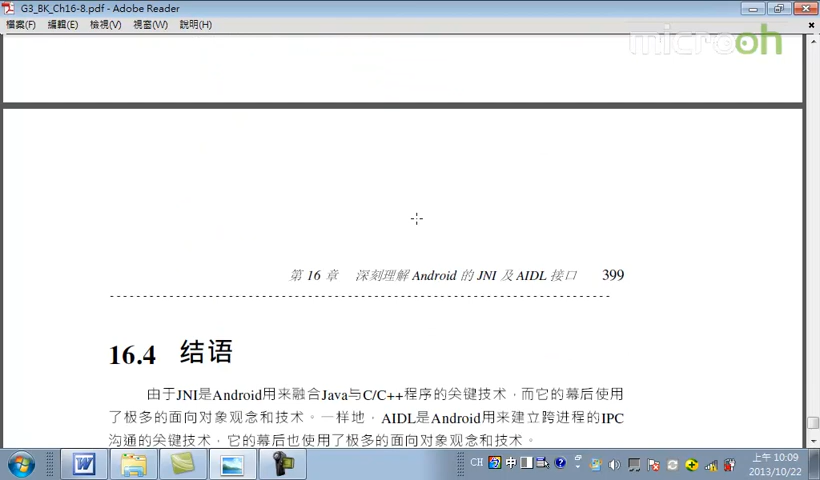 G3_BK_Ch16-8.pdf - Adobe Reader
檔案(F) 編輯(E) 檢視(V) 視窗(W) 說明(H)
microoh
第 16 章 深刻理解 Android 的 JNI 及 AIDL 接口 399
16.4 结语
由于JNI是Android用来融合Java与C/C++程序的关键技术，而它的幕后使用
了极多的面向对象观念和技术。一样地，AIDL是Android用来建立跨进程的IPC
沟通的关键技术，它的幕后也使用了极多的面向对象观念和技术。
CH 中 上午 10:09
2013/10/22